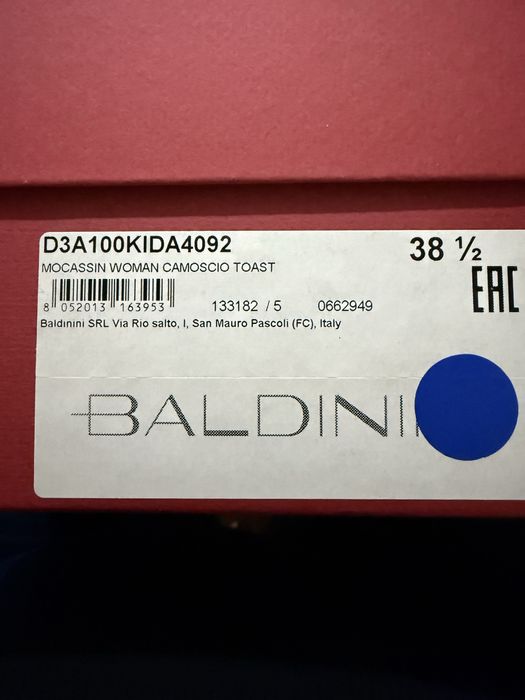 D3A100KIDA4092 38 ½
MOCASSIN WOMAN CAMOSCIO TOAST
EAC
8 052013 163953 133182 / 5 0662949
Baldinini SRL Via Rio salto, I, San Mauro Pascoli (FC), Italy
BALDINI